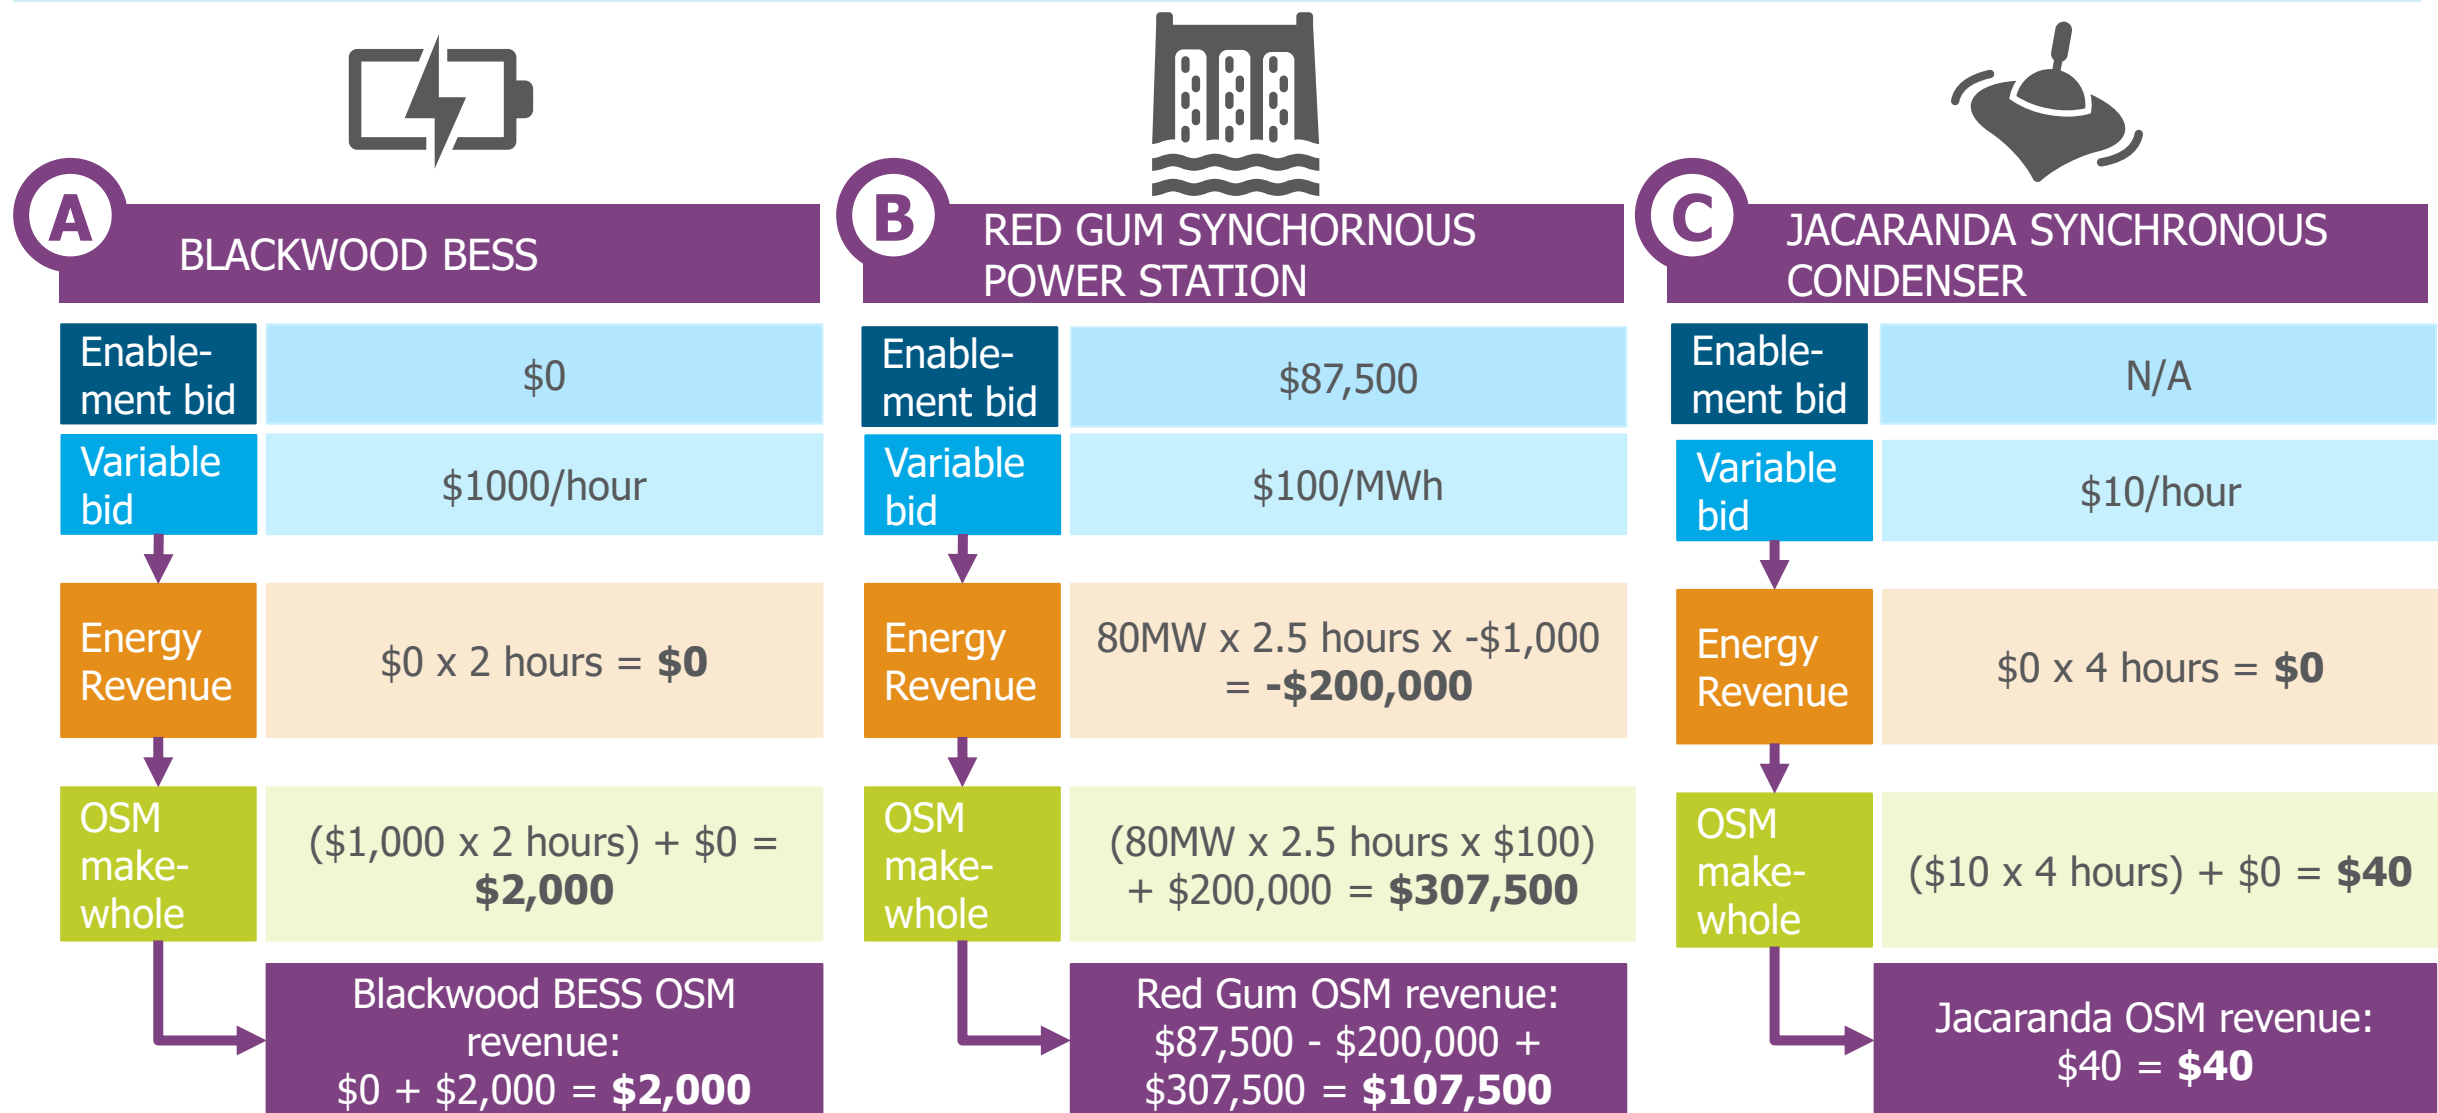 A
BLACKWOOD BESS
Enable-
ment bid
$0
Variable
bid
$1000/hour
Energy
Revenue
$0 x 2 hours = $0
OSM
make-
whole
($1,000 x 2 hours) + $0 =
$2,000
Blackwood BESS OSM
revenue:
$0 + $2,000 = $2,000
B
RED GUM SYNCHORNOUS
POWER STATION
Enable-
ment bid
$87,500
Variable
bid
$100/MWh
Energy
Revenue
80MW x 2.5 hours x -$1,000
= -$200,000
OSM
make-
whole
(80MW x 2.5 hours x $100)
+ $200,000 = $307,500
Red Gum OSM revenue:
$87,500 - $200,000 +
$307,500 = $107,500
C
JACARANDA SYNCHRONOUS
CONDENSER
Enable-
ment bid
N/A
Variable
bid
$10/hour
Energy
Revenue
$0 x 4 hours = $0
OSM
make-
whole
($10 x 4 hours) + $0 = $40
Jacaranda OSM revenue:
$40 = $40